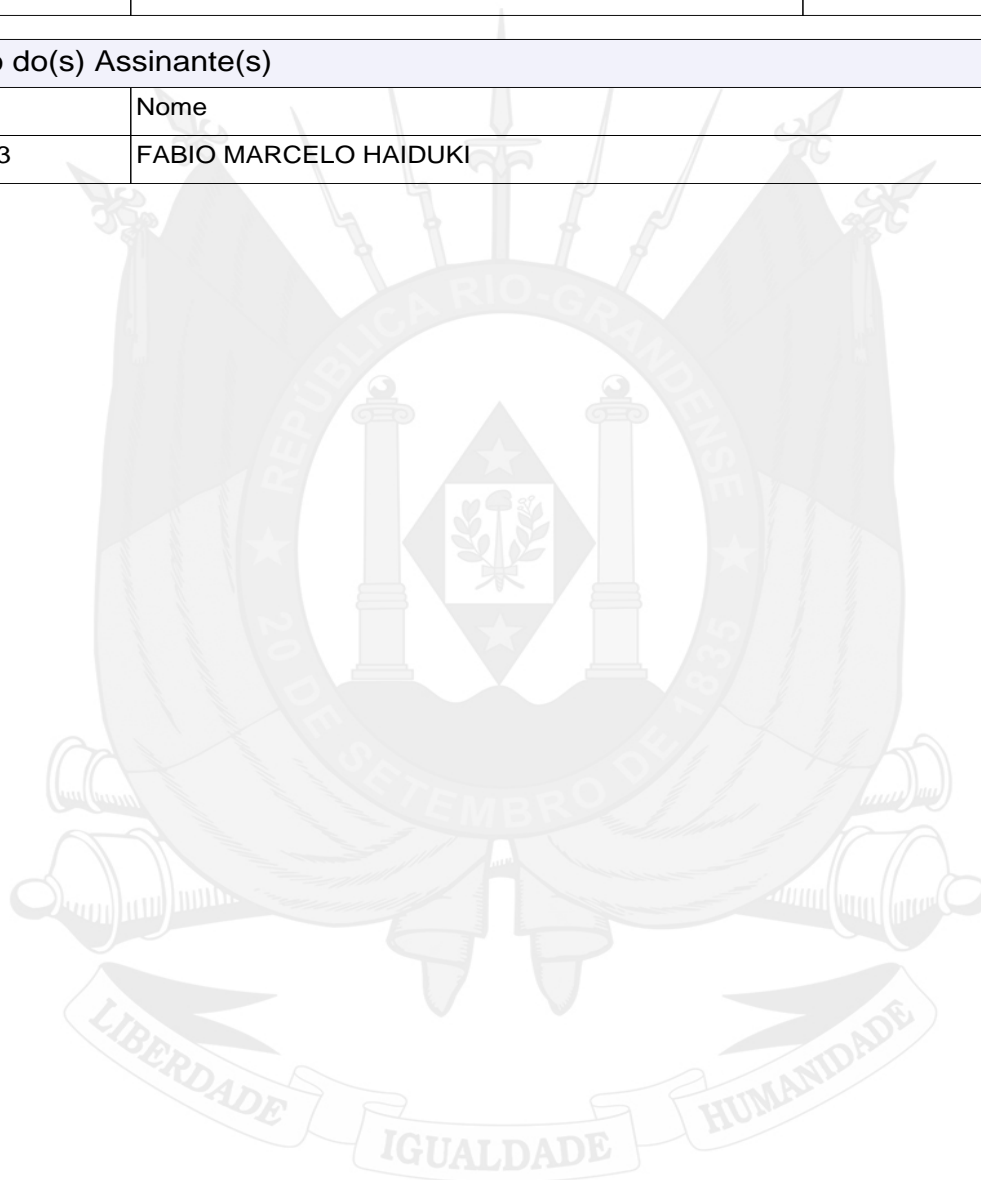 o do(s) Assinante(s)
Nome
3 FABIO MARCELO HAIDUKI
REPÚBLICA RIO-GRANDENSE
★ 20 DE SETEMBRO DE 1835 ★
LIBERDADE IGUALDADE HUMANIDADE